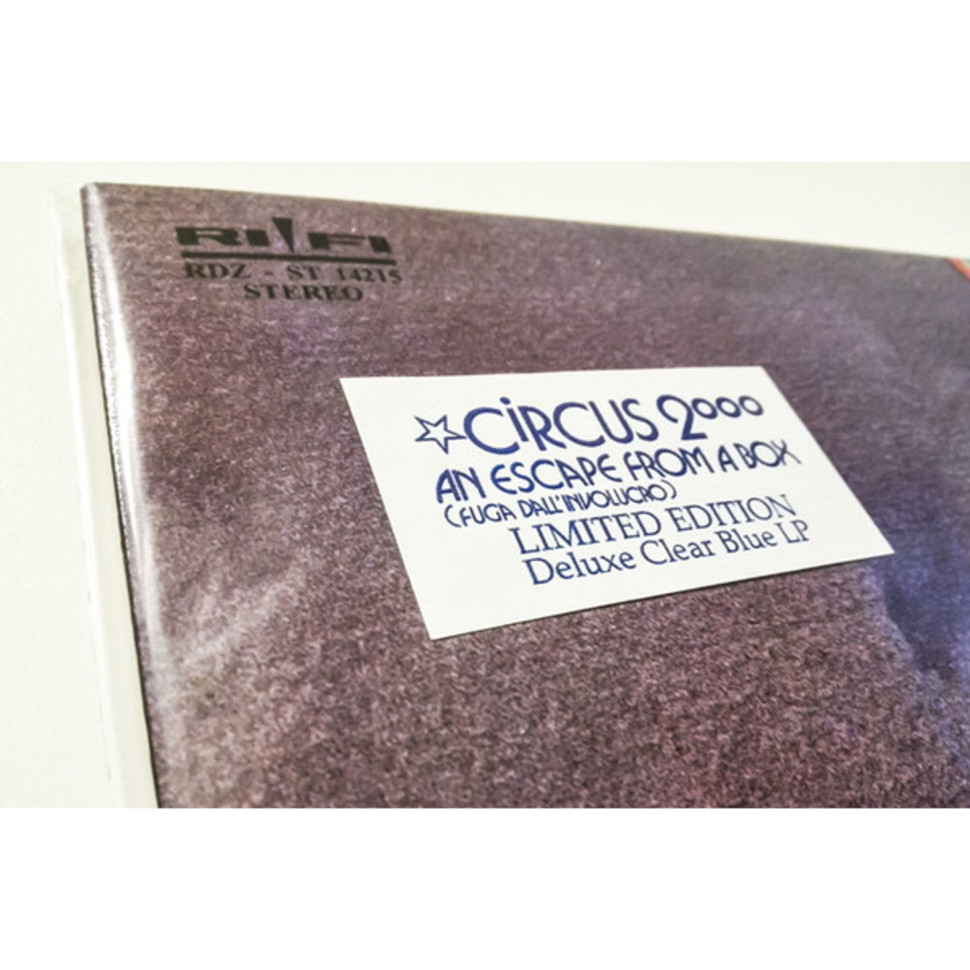 RI-FI
RDZ - ST 14215
STEREO
CiRCUS 2000
AN ESCAPE FROM A BOX
(FUGA DALL'INVOLUCRO)
LIMITED EDITION
Deluxe Clear Blue LP